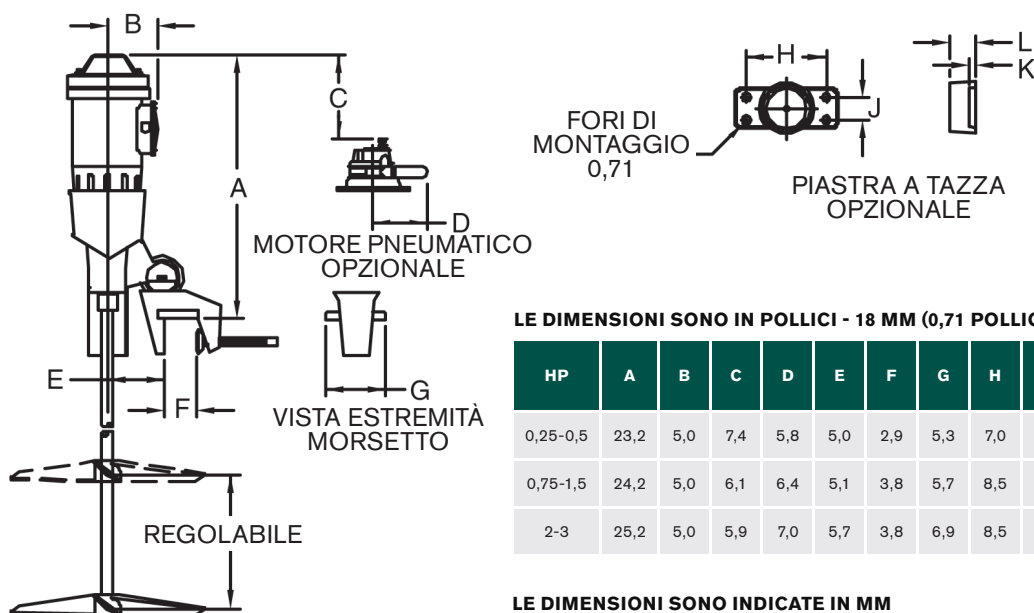 B
C
A
D
MOTORE PNEUMATICO
OPZIONALE
E
F
G
VISTA ESTREMITÀ
MORSETTO
REGOLABILE
H
J
L
K
FORI DI
MONTAGGIO
0,71
PIASTRA A TAZZA
OPZIONALE
LE DIMENSIONI SONO IN POLLICI - 18 MM (0,71 POLLIC
HP A B C D E F G H
0,25-0,5 23,2 5,0 7,4 5,8 5,0 2,9 5,3 7,0
0,75-1,5 24,2 5,0 6,1 6,4 5,1 3,8 5,7 8,5
2-3 25,2 5,0 5,9 7,0 5,7 3,8 6,9 8,5
LE DIMENSIONI SONO INDICATE IN MM